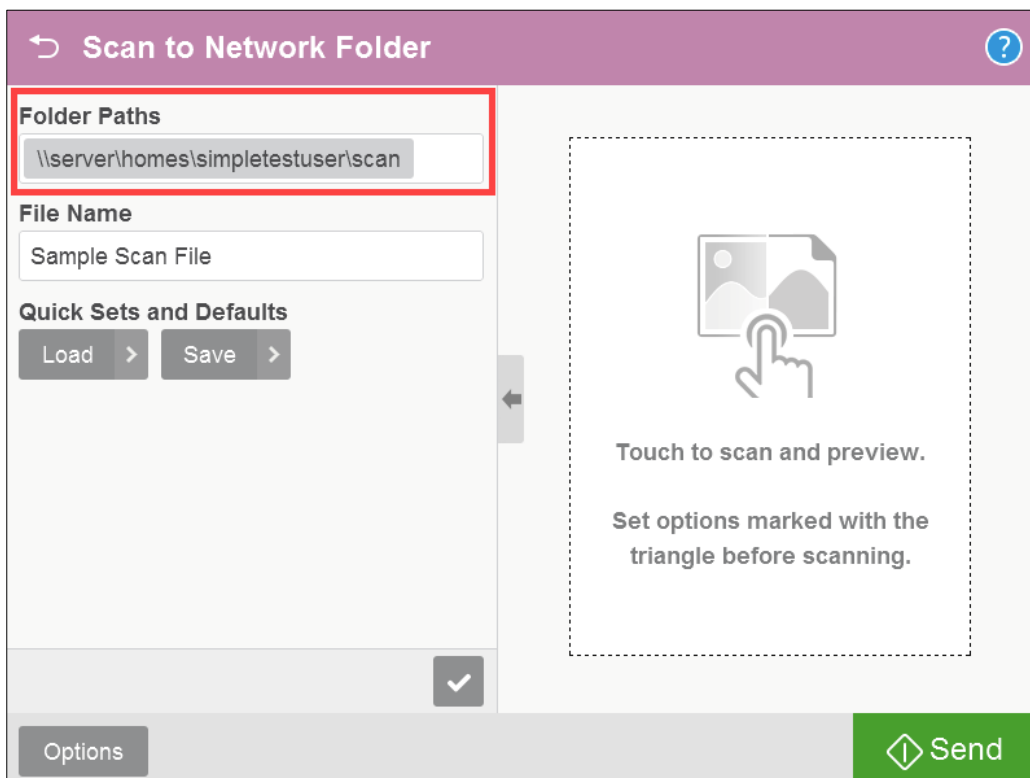 Scan to Network Folder
?
Folder Paths
\\server\homes\simpletestuser\scan
File Name
Sample Scan File
Quick Sets and Defaults
Load
Save
Touch to scan and preview.
Set options marked with the
triangle before scanning.
Options
Send